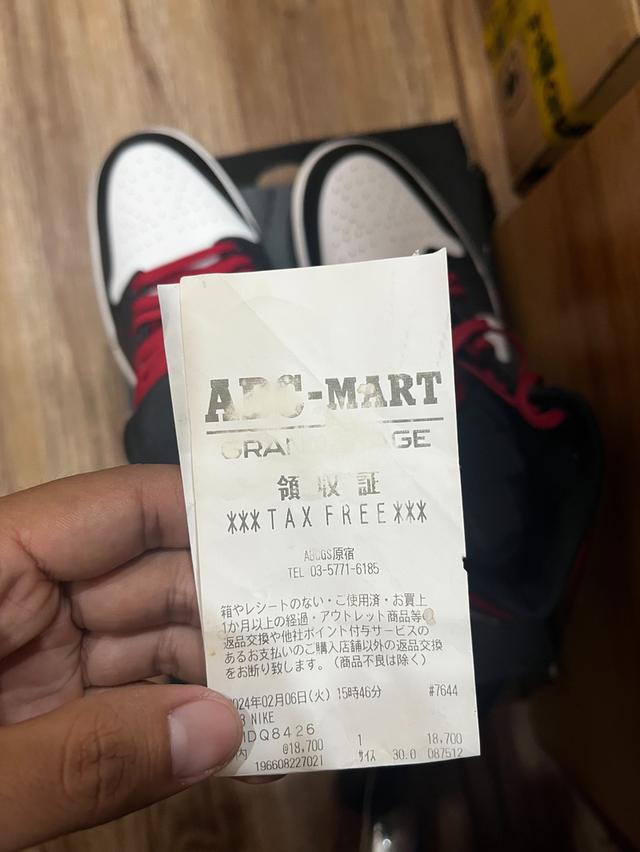 ABC-MART
GRAND STAGE
領収証
***TAX FREE***
ABCGS原宿
TEL 03-5771-6185
箱やレシートのない・ご使用済・お買上
1か月以上の経過・アウトレット商品等の
返品交換や他社ポイント付与サービスの
あるお支払いのご購入店舗以外の返品交換
をお断り致します。(商品不良は除く)
2024年02月06日(火) 15時46分 #7644
NIKE
DQ8426
内 @18,700 1 18,700
196608227021 サイズ 30.0 087512